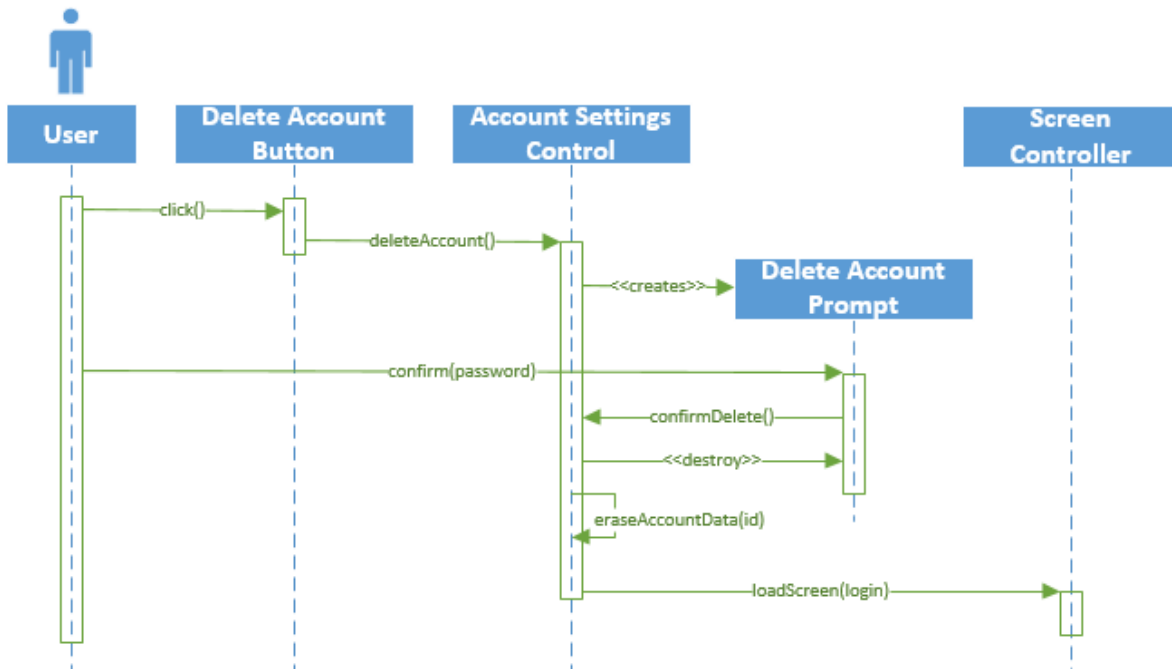 User
Delete Account
Button
Account Settings
Control
Screen
Controller
click()
deleteAccount()
<<creates>>
Delete Account
Prompt
confirm(password)
confirmDelete()
<<destroy>>
eraseAccountData(id)
loadScreen(login)